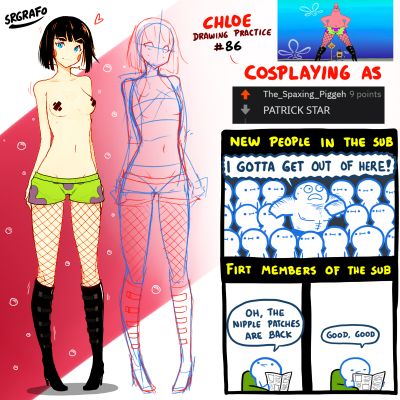 SRGRAFO
CHLOE
DRAWING PRACTICE
#86
COSPLAYING AS
The_Spaxing_Piggeh 9 points
PATRICK STAR
NEW PEOPLE IN THE SUB
I GOTTA GET OUT OF HERE!
FIRT MEMBERS OF THE SUB
OH, THE
NIPPLE PATCHES
ARE BACK
GOOD, GOOD